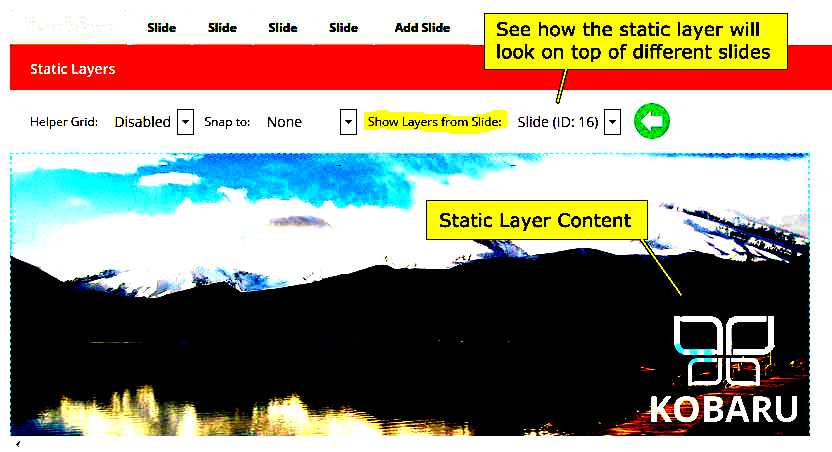 Slide Slide Slide Slide Add Slide
See how the static layer will
look on top of different slides
Static Layers
Helper Grid: Disabled Snap to: None Show Layers from Slide: Slide (ID: 16)
Static Layer Content
KOBARU